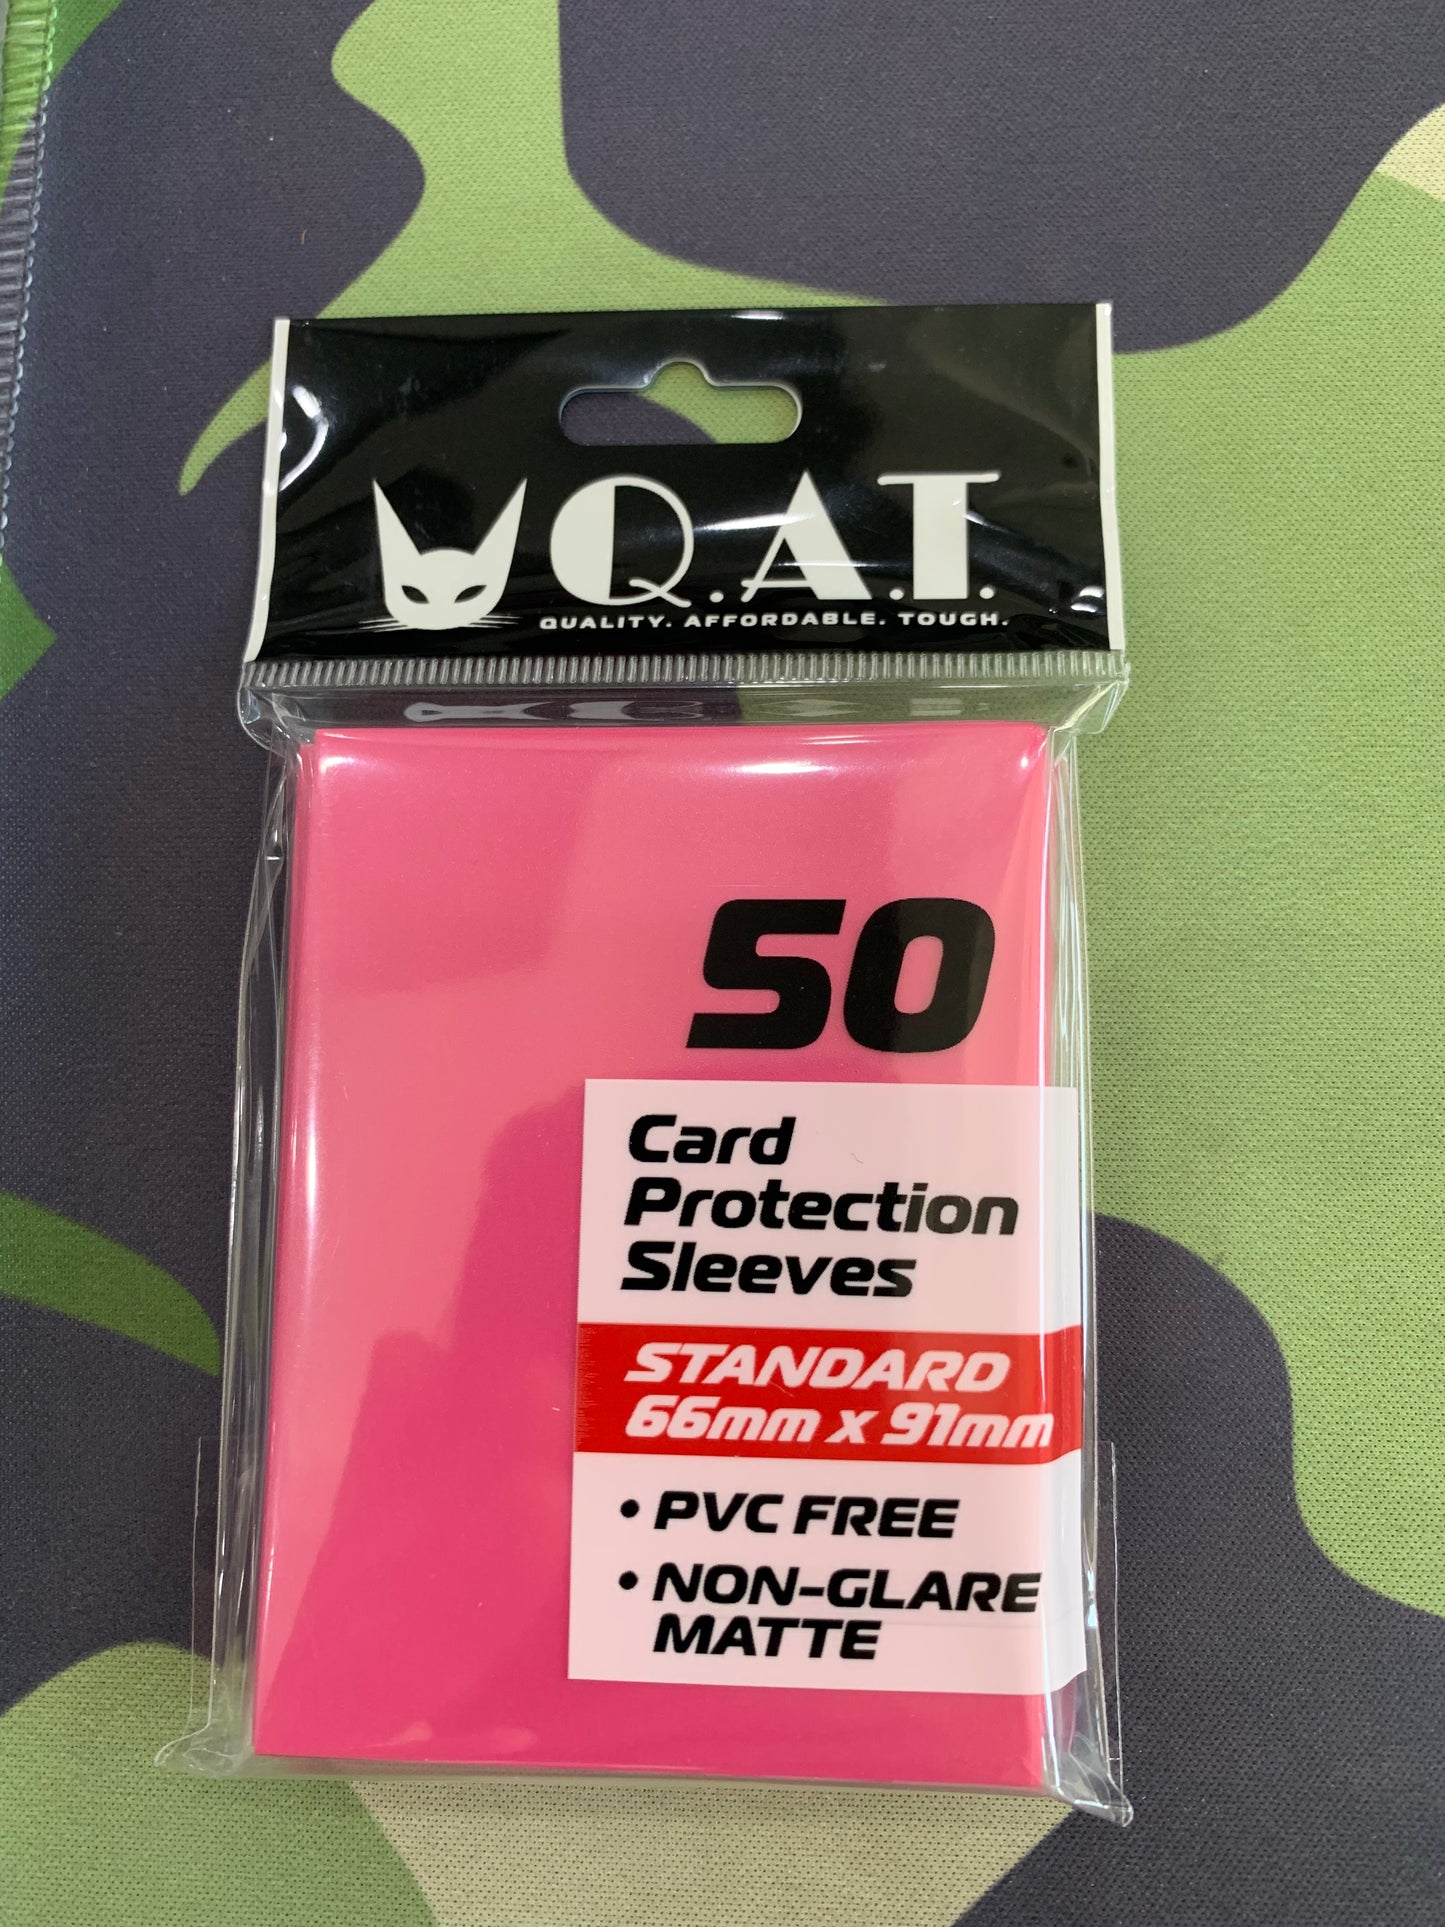 Q.A.T.
QUALITY. AFFORDABLE. TOUGH.
50
Card
Protection
Sleeves
STANDARD
66mm x 91mm
• PVC FREE
• NON-GLARE
MATTE